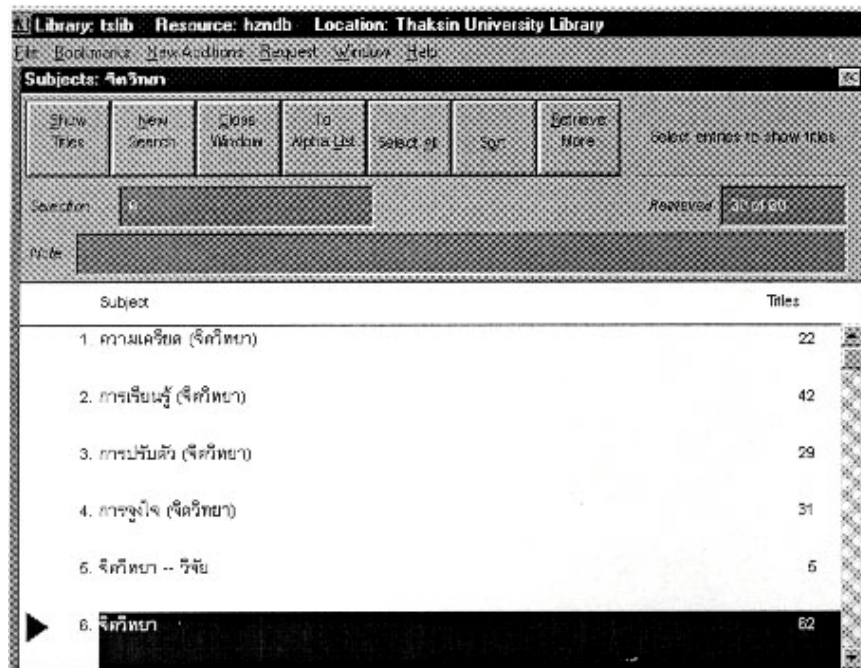 Library: tslib Resource: hzndb Location: Thaksin University Library
File Bookmarks New Additions Request Window Help
Subjects: จิตวิทยา
Show Titles New Search Close Window To Alpha List Select All Sort Retrieve More Select entries to show titles
Selection 6 Retrieved 30 of 60
Note
Subject Titles
1. ความเครียด (จิตวิทยา) 22
2. การเรียนรู้ (จิตวิทยา) 42
3. การปรับตัว (จิตวิทยา) 29
4. การจูงใจ (จิตวิทยา) 31
5. จิตวิทยา -- วิจัย 5
6. จิตวิทยา 62